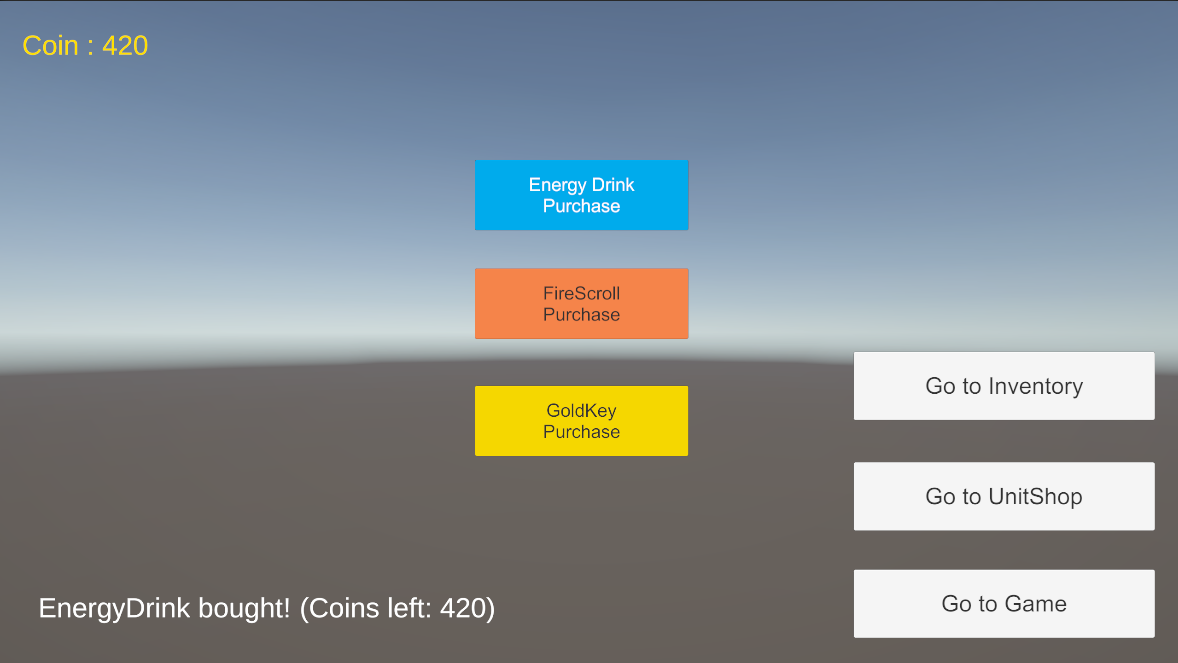 Coin : 420
Energy Drink
Purchase
FireScroll
Purchase
GoldKey
Purchase
Go to Inventory
Go to UnitShop
Go to Game
EnergyDrink bought! (Coins left: 420)